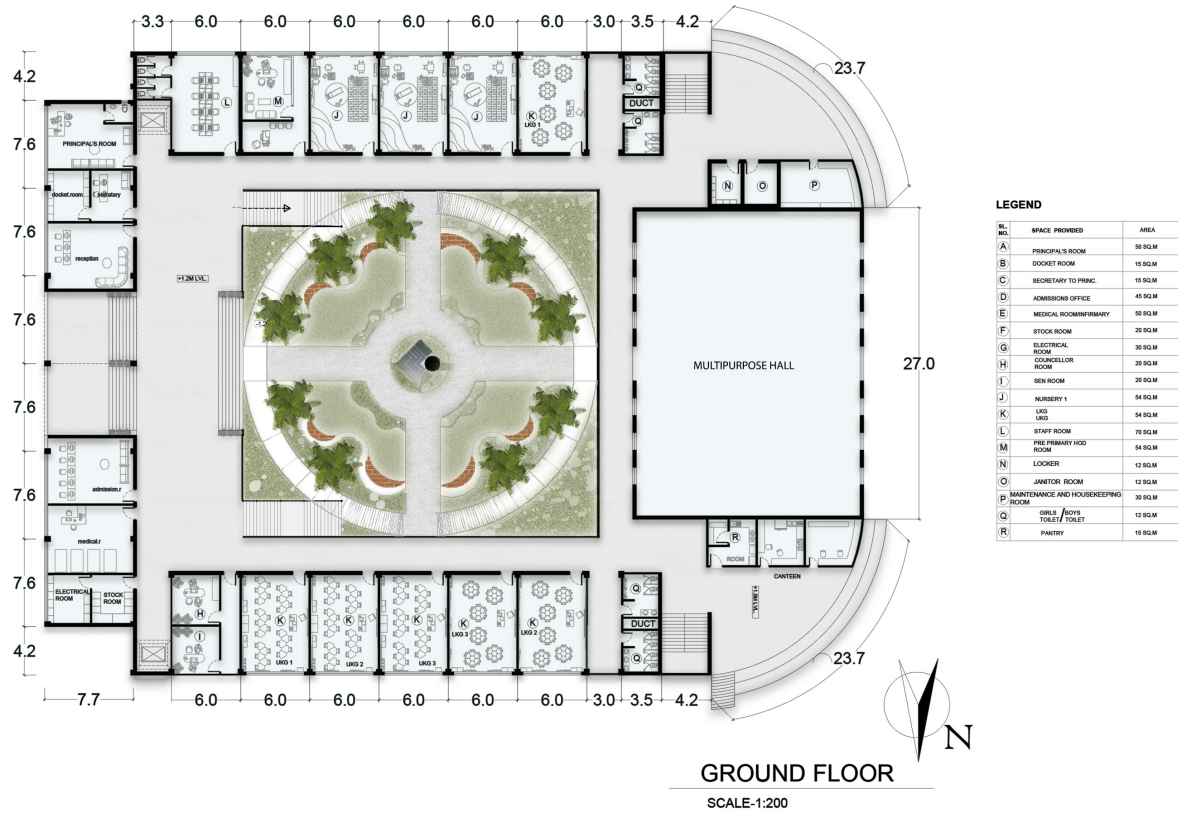 3.3 6.0 6.0 6.0 6.0 6.0 6.0 3.0 3.5 4.2
23.7
4.2
7.6
7.6
7.6
7.6
7.6
7.6
4.2
L
M
J
J
J
K
LKG 1
Q
DUCT
Q
PRINCIPAL'S ROOM
docket.room
secratary
reception
N
O
P
+1.2M LVL.
MULTIPURPOSE HALL
27.0
admission.r
medical.r
ELECTRICAL
ROOM
STOCK
ROOM
R
ROOM
CANTEEN
H
I
K
UKG 1
K
UKG 2
K
UKG 3
K
LKG 3
K
LKG 2
Q
DUCT
Q
23.7
7.7 6.0 6.0 6.0 6.0 6.0 6.0 3.0 3.5 4.2
N
GROUND FLOOR
SCALE-1:200
LEGEND
SL. NO. SPACE PROVIDED AREA
A PRINCIPAL'S ROOM 50 SQ.M
B DOCKET ROOM 15 SQ.M
C SECRETARY TO PRINC. 15 SQ.M
D ADMISSIONS OFFICE 45 SQ.M
E MEDICAL ROOM/INFIRMARY 50 SQ.M
F STOCK ROOM 20 SQ.M
G ELECTRICAL ROOM 30 SQ.M
H COUNCELLOR ROOM 20 SQ.M
I SEN ROOM 20 SQ.M
J NURSERY 1 54 SQ.M
K LKG UKG 54 SQ.M
L STAFF ROOM 70 SQ.M
M PRE PRIMARY HOD ROOM 54 SQ.M
N LOCKER 12 SQ.M
O JANITOR ROOM 12 SQ.M
P MAINTENANCE AND HOUSEKEEPING ROOM 30 SQ.M
Q GIRLS TOILET / BOYS TOILET 12 SQ.M
R PANTRY 15 SQ.M